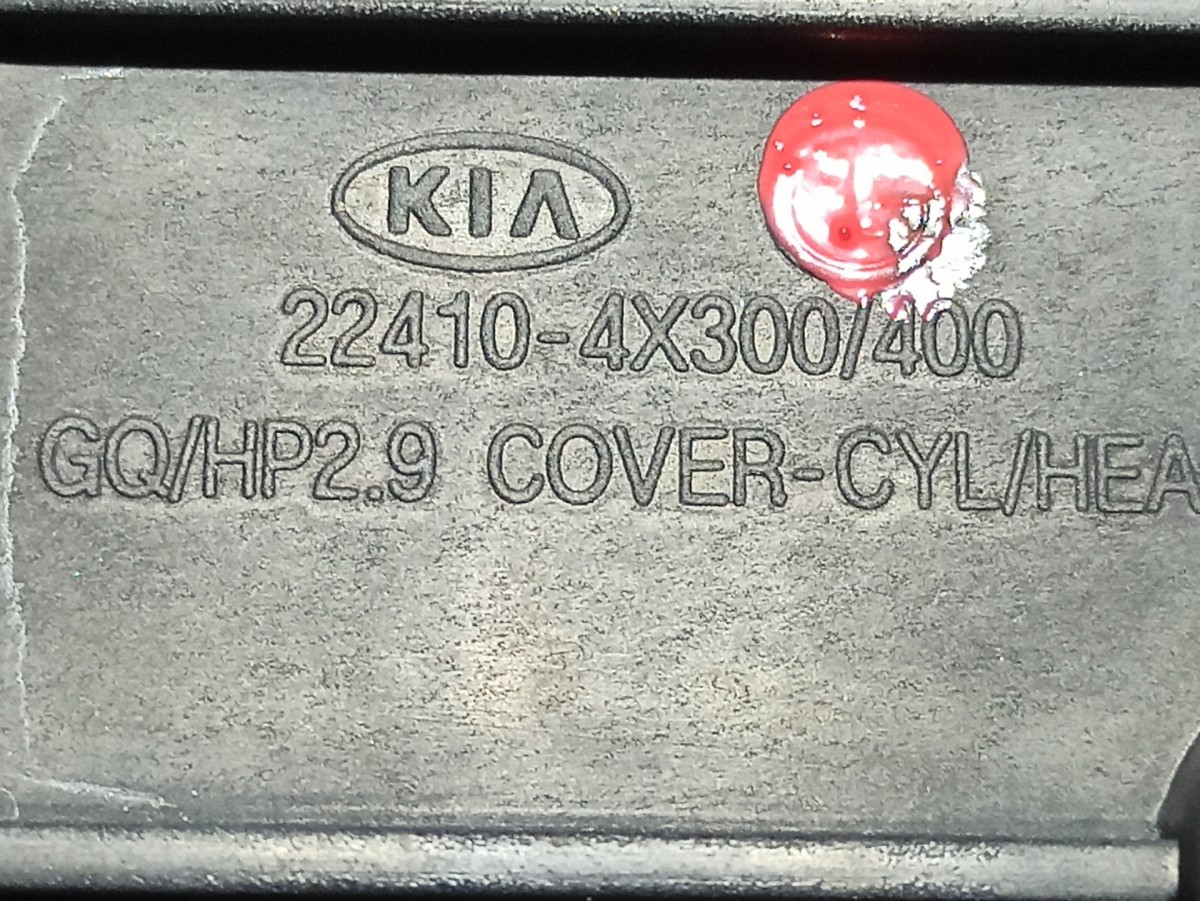 KIA
22410-4X300/400
GQ/HP2.9 COVER-CYL/HEA